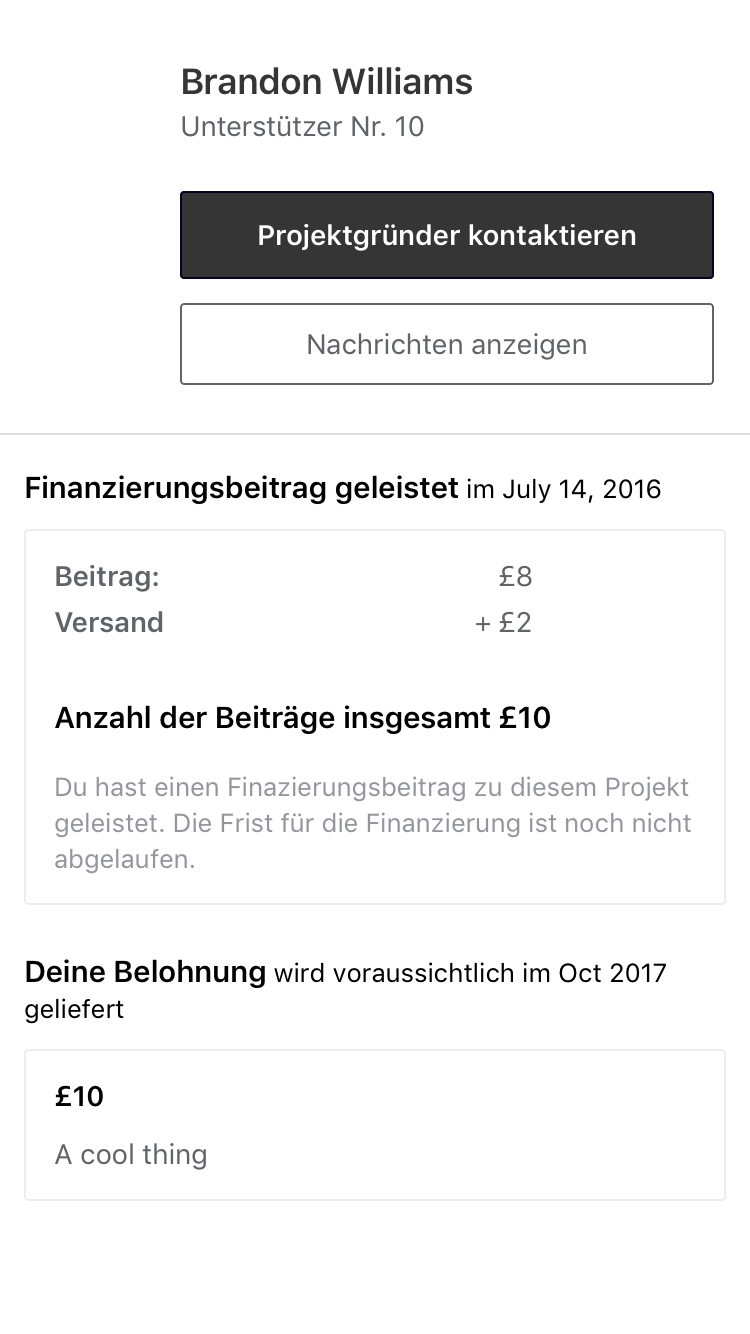 Brandon Williams
Unterstützer Nr. 10
Projektgründer kontaktieren
Nachrichten anzeigen
Finanzierungsbeitrag geleistet im July 14, 2016
Beitrag: £8
Versand + £2
Anzahl der Beiträge insgesamt £10
Du hast einen Finazierungsbeitrag zu diesem Projekt
geleistet. Die Frist für die Finanzierung ist noch nicht
abgelaufen.
Deine Belohnung wird voraussichtlich im Oct 2017
geliefert
£10
A cool thing